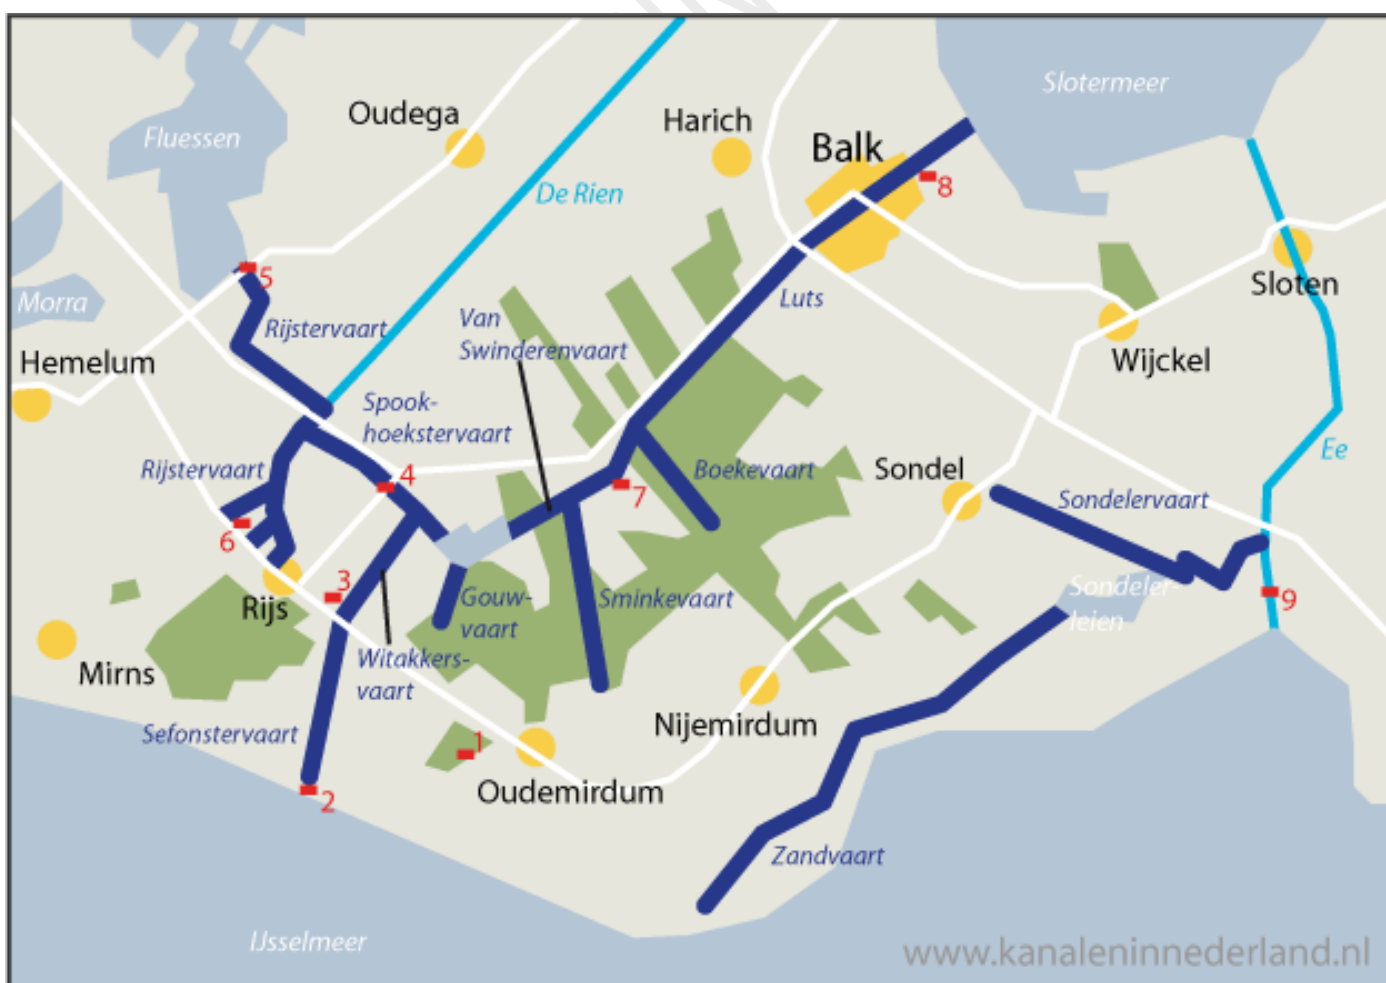 Slotermeer
Oudega
Harich
Fluessen
Balk
De Rien
8
5
Sloten
Morra
Rijstervaart
Van
Swinderenvaart
Luts
Hemelum
Wijckel
Spook-
hoekstervaart
Ee
Rijstervaart
4
Boekevaart
Sondel
7
Sondelervaart
6
3
Rijs
Gouw-
vaart
Sminkevaart
Sondeler-
leien
9
Mirns
Witakkers-
vaart
Nijemirdum
Sefonstervaart
1
2
Oudemirdum
Zandvaart
IJsselmeer
www.kanaleninnederland.nl